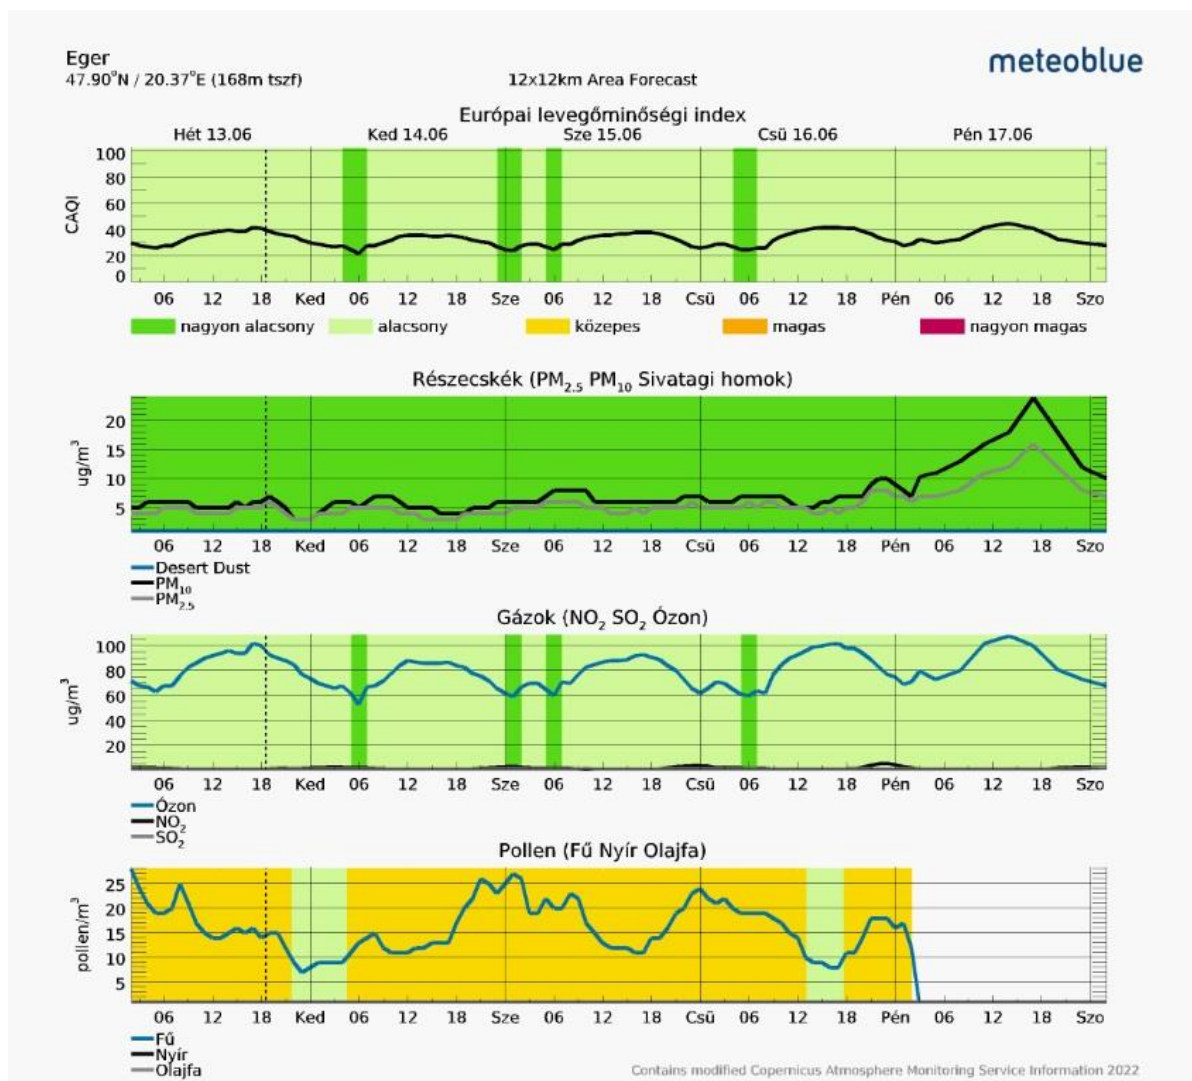 Eger
meteoblue
47.90°N / 20.37°E (168m tszf)
12x12km Area Forecast
Európai levegőminőségi index
Hét 13.06 Ked 14.06 Sze 15.06 Csü 16.06 Pén 17.06
100
80
60
40
20
0
CAQI
06 12 18 Ked 06 12 18 Sze 06 12 18 Csü 06 12 18 Pén 06 12 18 Szo
nagyon alacsony alacsony közepes magas nagyon magas
Részecskék (PM2.5 PM10 Sivatagi homok)
20
15
10
5
ug/m³
06 12 18 Ked 06 12 18 Sze 06 12 18 Csü 06 12 18 Pén 06 12 18 Szo
Desert Dust
PM10
PM2.5
Gázok (NO2 SO2 Ózon)
100
80
60
40
20
ug/m³
06 12 18 Ked 06 12 18 Sze 06 12 18 Csü 06 12 18 Pén 06 12 18 Szo
Ózon
NO2
SO2
Pollen (Fű Nyír Olajfa)
25
20
15
10
5
pollen/m³
06 12 18 Ked 06 12 18 Sze 06 12 18 Csü 06 12 18 Pén 06 12 18 Szo
Fű
Nyír
Olajfa
Contains modified Copernicus Atmosphere Monitoring Service Information 2022